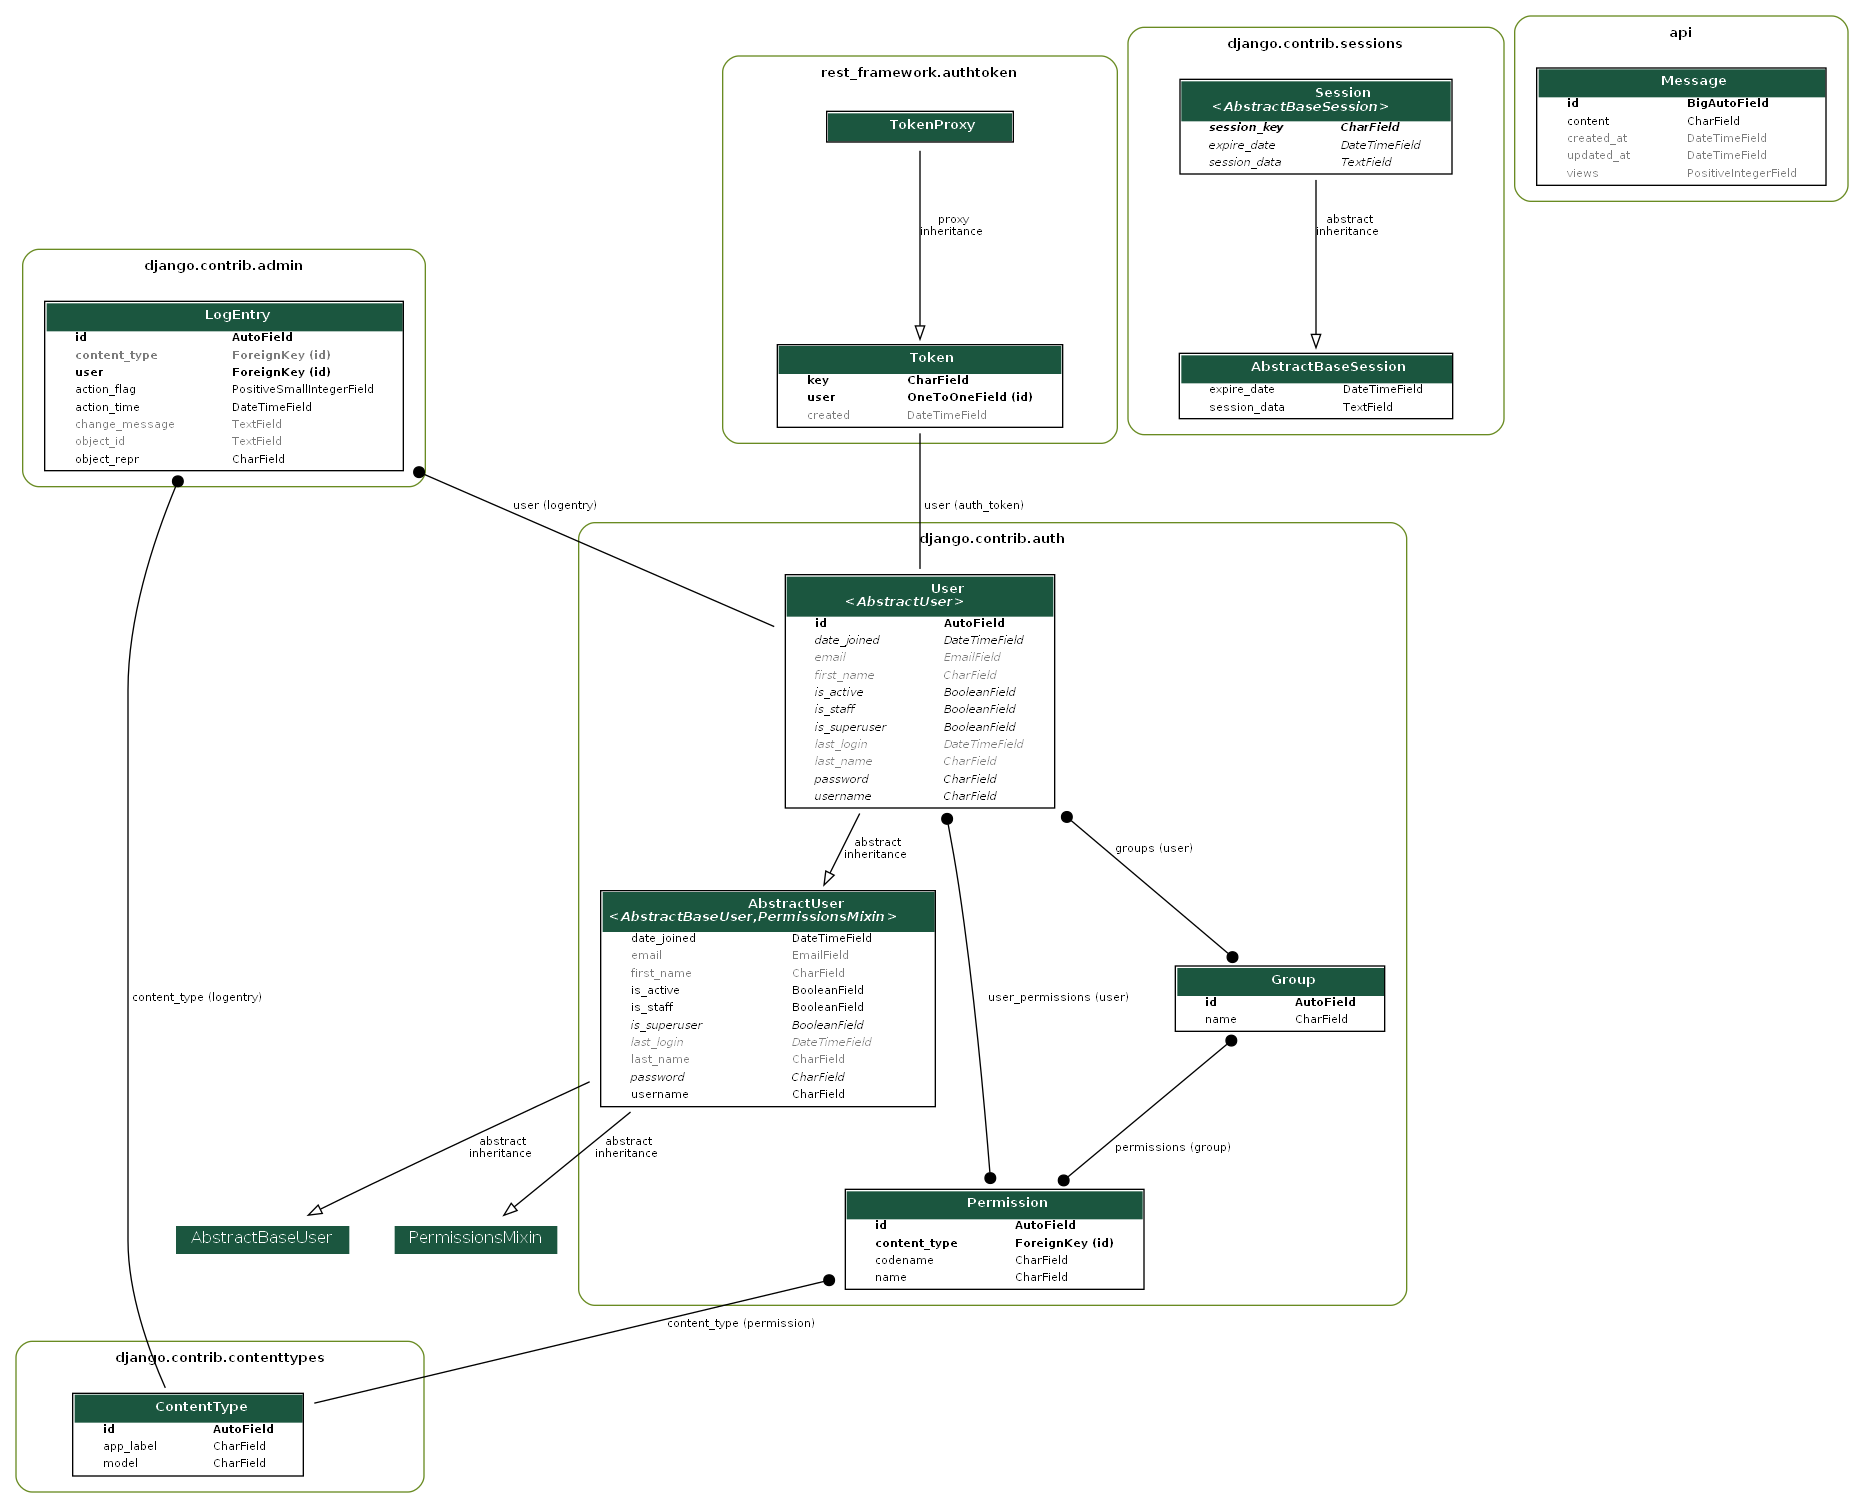 api
Message
id BigAutoField
content CharField
created_at DateTimeField
updated_at DateTimeField
views PositiveIntegerField
django.contrib.sessions
Session
<AbstractBaseSession>
session_key CharField
expire_date DateTimeField
session_data TextField
abstract
inheritance
AbstractBaseSession
expire_date DateTimeField
session_data TextField
rest_framework.authtoken
TokenProxy
proxy
inheritance
Token
key CharField
user OneToOneField (id)
created DateTimeField
django.contrib.admin
LogEntry
id AutoField
content_type ForeignKey (id)
user ForeignKey (id)
action_flag PositiveSmallIntegerField
action_time DateTimeField
change_message TextField
object_id TextField
object_repr CharField
user (logentry)
user (auth_token)
django.contrib.auth
User
<AbstractUser>
id AutoField
date_joined DateTimeField
email EmailField
first_name CharField
is_active BooleanField
is_staff BooleanField
is_superuser BooleanField
last_login DateTimeField
last_name CharField
password CharField
username CharField
abstract
inheritance
groups (user)
AbstractUser
<AbstractBaseUser,PermissionsMixin>
date_joined DateTimeField
email EmailField
first_name CharField
is_active BooleanField
is_staff BooleanField
is_superuser BooleanField
last_login DateTimeField
last_name CharField
password CharField
username CharField
content_type (logentry)
user_permissions (user)
Group
id AutoField
name CharField
abstract
inheritance
abstract
inheritance
permissions (group)
AbstractBaseUser
PermissionsMixin
Permission
id AutoField
content_type ForeignKey (id)
codename CharField
name CharField
content_type (permission)
django.contrib.contenttypes
ContentType
id AutoField
app_label CharField
model CharField